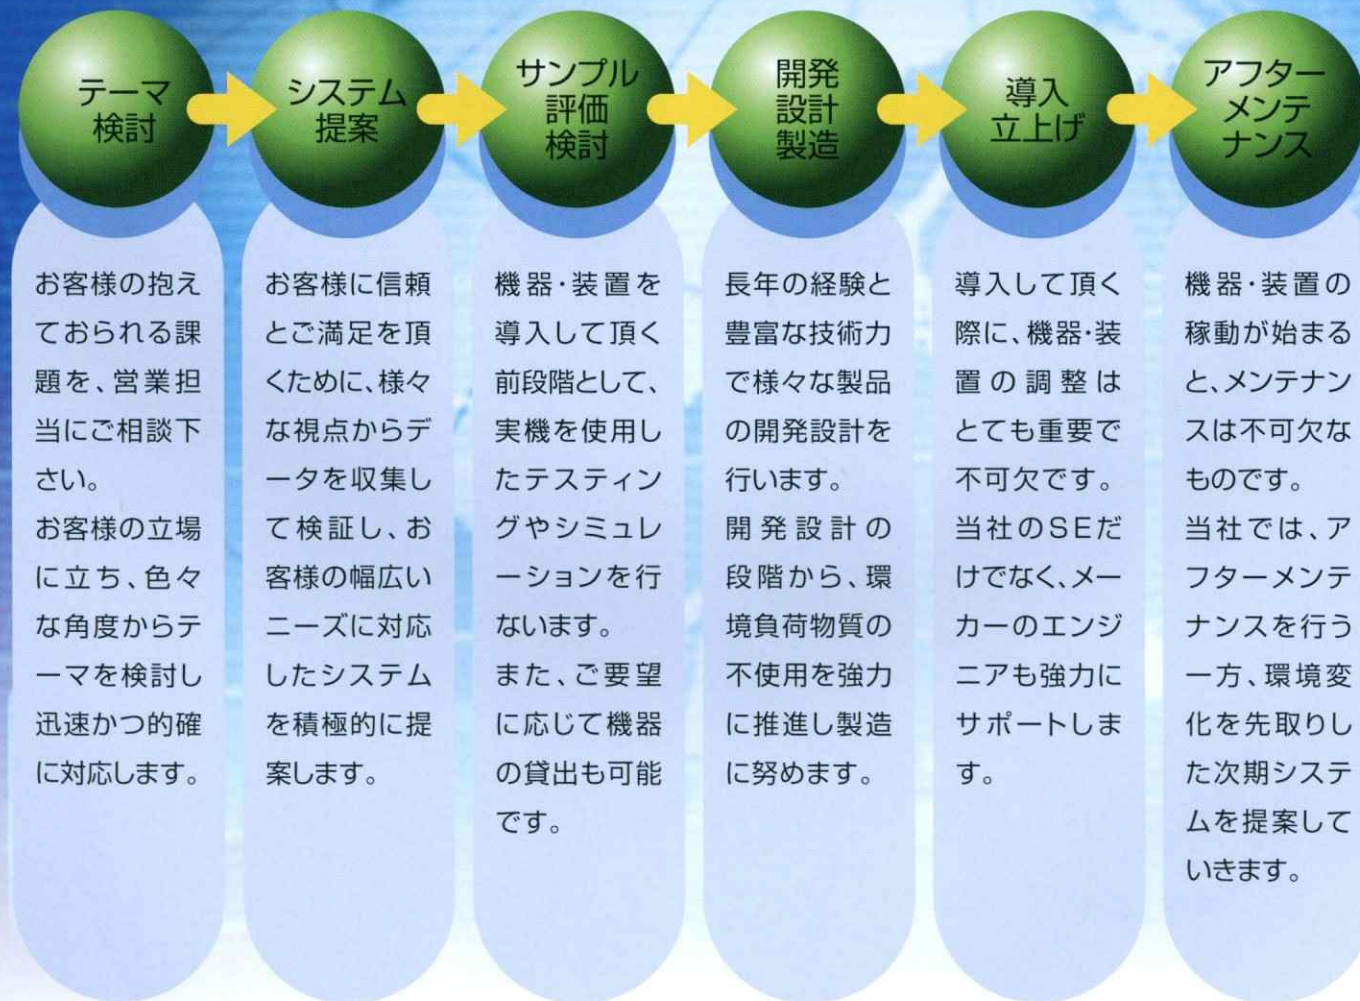 テーマ
検討
システム
提案
サンプル
評価
検討
開発
設計
製造
導入
立上げ
アフター
メンテ
ナンス
お客様の抱え
ておられる課
題を、営業担
当にご相談下
さい。
お客様の立場
に立ち、色々
な角度からテ
ーマを検討し
迅速かつ的確
に対応します。
お客様に信頼
とご満足を頂
くために、様々
な視点からデ
ータを収集し
て検証し、お
客様の幅広い
ニーズに対応
したシステム
を積極的に提
案します。
機器・装置を
導入して頂く
前段階として、
実機を使用し
たテスティン
グやシミュレ
ーションを行
ないます。
また、ご要望
に応じて機器
の貸出も可能
です。
長年の経験と
豊富な技術力
で様々な製品
の開発設計を
行います。
開発設計の
段階から、環
境負荷物質の
不使用を強力
に推進し製造
に努めます。
導入して頂く
際に、機器・装
置の調整は
とても重要で
不可欠です。
当社のSEだ
けでなく、メー
カーのエンジ
ニアも強力に
サポートしま
す。
機器・装置の
稼動が始まる
と、メンテナン
スは不可欠な
ものです。
当社では、ア
フターメンテ
ナンスを行う
一方、環境変
化を先取りし
た次期システ
ムを提案して
いきます。